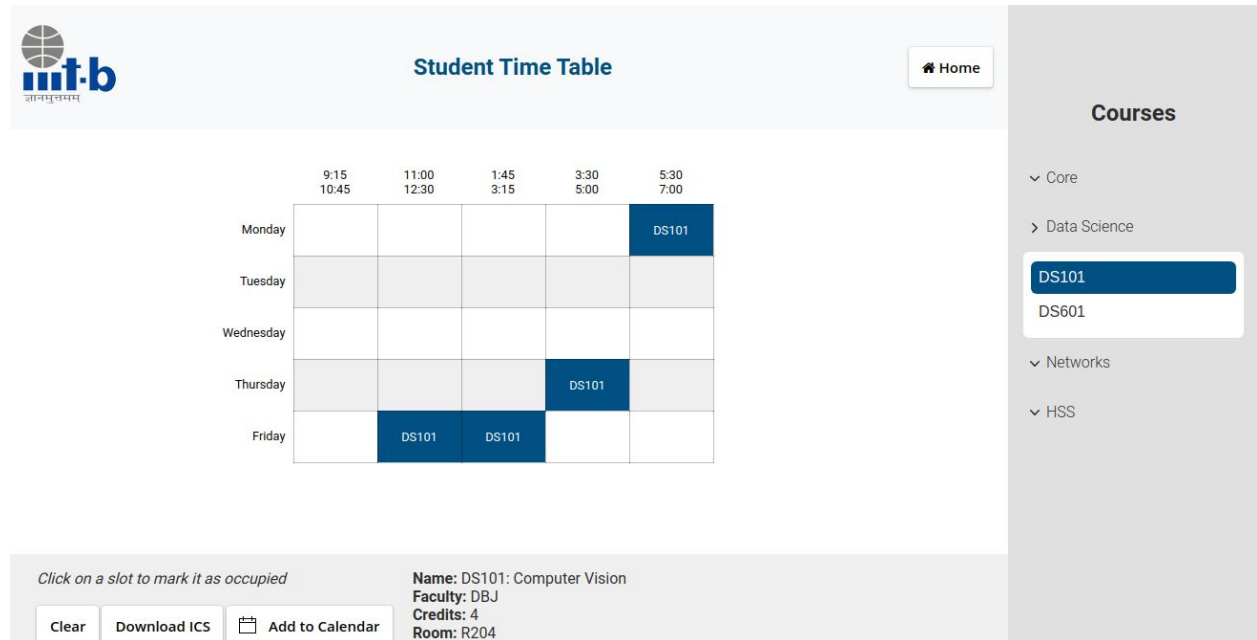 iiit-b
ज्ञानमुत्तमम्
Student Time Table
Home
9:15 11:00 1:45 3:30 5:30
10:45 12:30 3:15 5:00 7:00
Monday DS101
Tuesday
Wednesday
Thursday DS101
Friday DS101 DS101
Click on a slot to mark it as occupied
Clear Download ICS Add to Calendar
Name: DS101: Computer Vision
Faculty: DBJ
Credits: 4
Room: R204
Courses
Core
Data Science
DS101
DS601
Networks
HSS